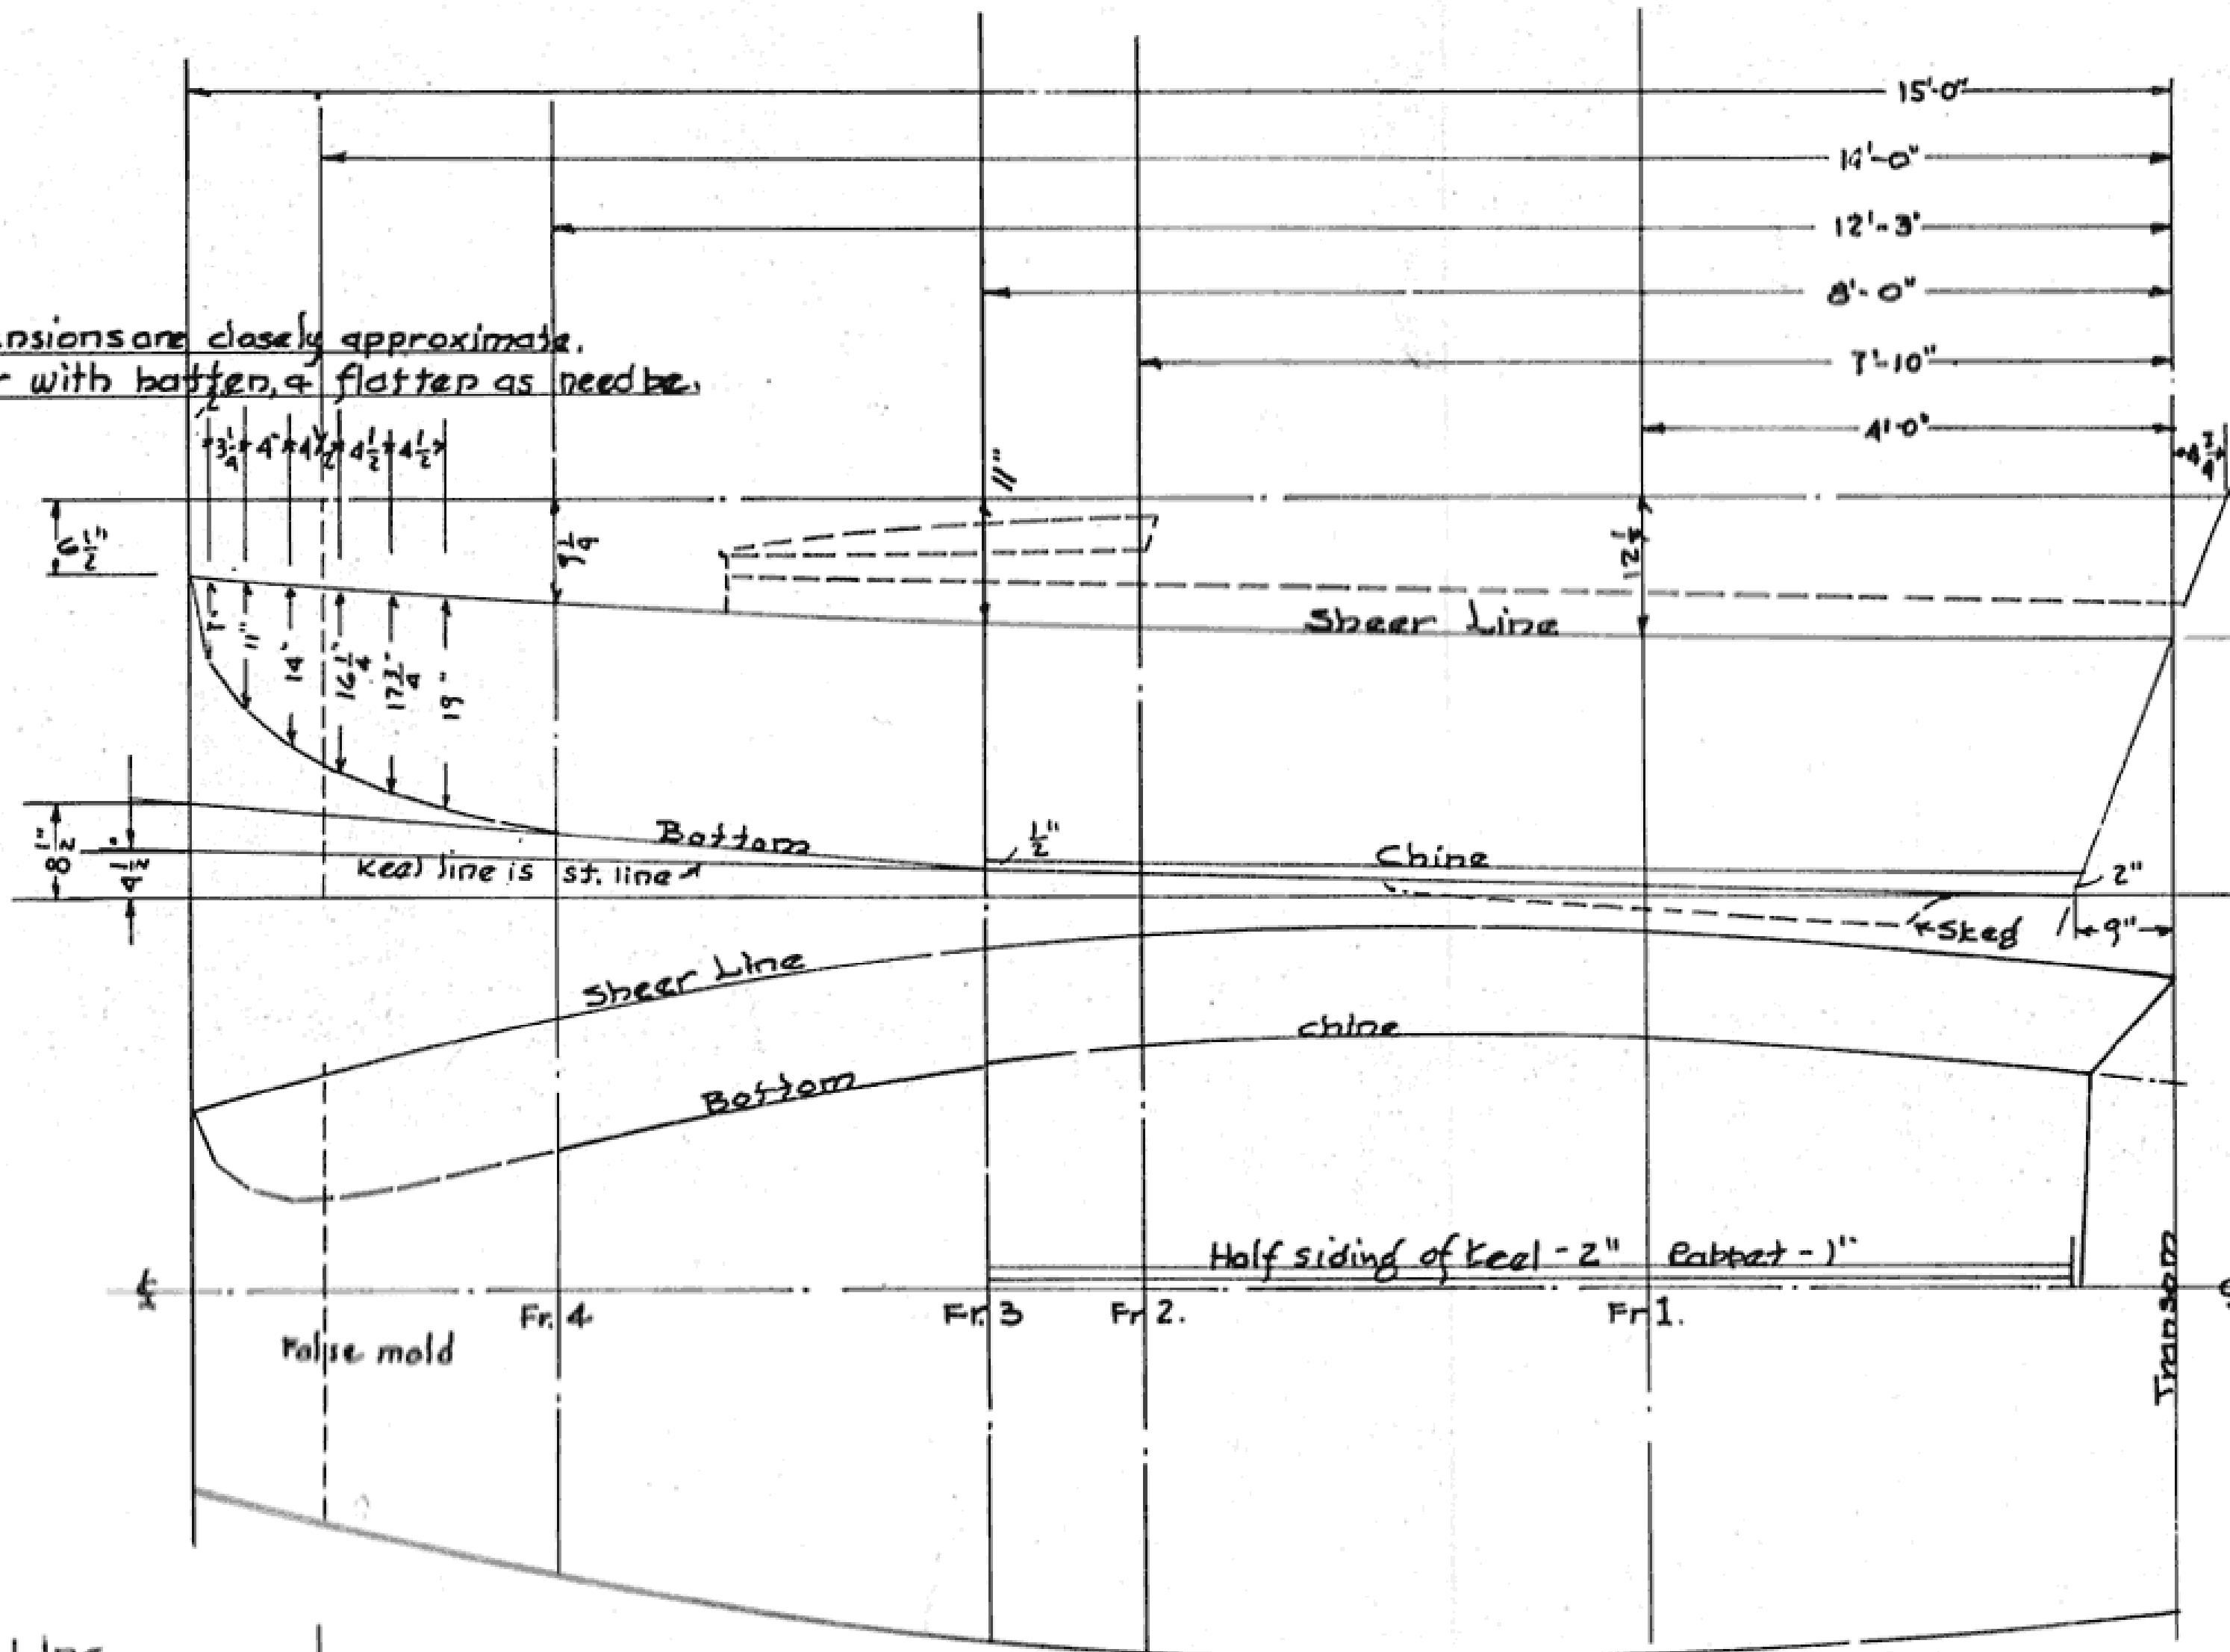 15'-0"
14'-0"
12'-3"
8'-0"
nsions are closely approximate.
with batten, & flatten as need be.
7'-10"
4'-0"
3 1/4 4" 4 1/2 4 1/2 4 1/2
4 3/4
11"
6 1/2"
9 1/4
Sheer Line
7" 11" 14" 16 1/4" 17 3/4" 19"
Bottom
1/2"
Chine
8 1/2"
4 1/2"
Keel line is st. line
2"
Skeg
9"
Sheer Line
chine
Bottom
Half siding of keel - 2" Rabbet - 1"
Fr. 4
Fr. 3
Fr 2.
Fr 1.
Transom
False mold
Line